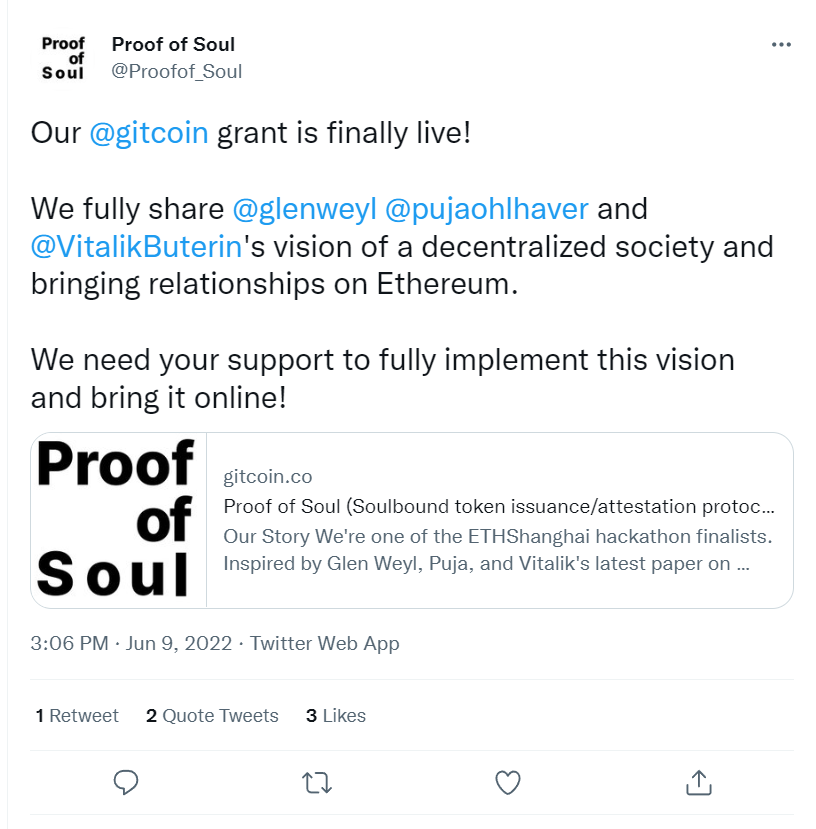 Proof
of
Soul
Proof of Soul
@Proofof_Soul
Our @gitcoin grant is finally live!
We fully share @glenweyl @pujaohlhaver and
@VitalikButerin's vision of a decentralized society and
bringing relationships on Ethereum.
We need your support to fully implement this vision
and bring it online!
Proof
of
Soul
gitcoin.co
Proof of Soul (Soulbound token issuance/attestation protoc...
Our Story We're one of the ETHShanghai hackathon finalists.
Inspired by Glen Weyl, Puja, and Vitalik's latest paper on ...
3:06 PM · Jun 9, 2022 · Twitter Web App
1 Retweet 2 Quote Tweets 3 Likes